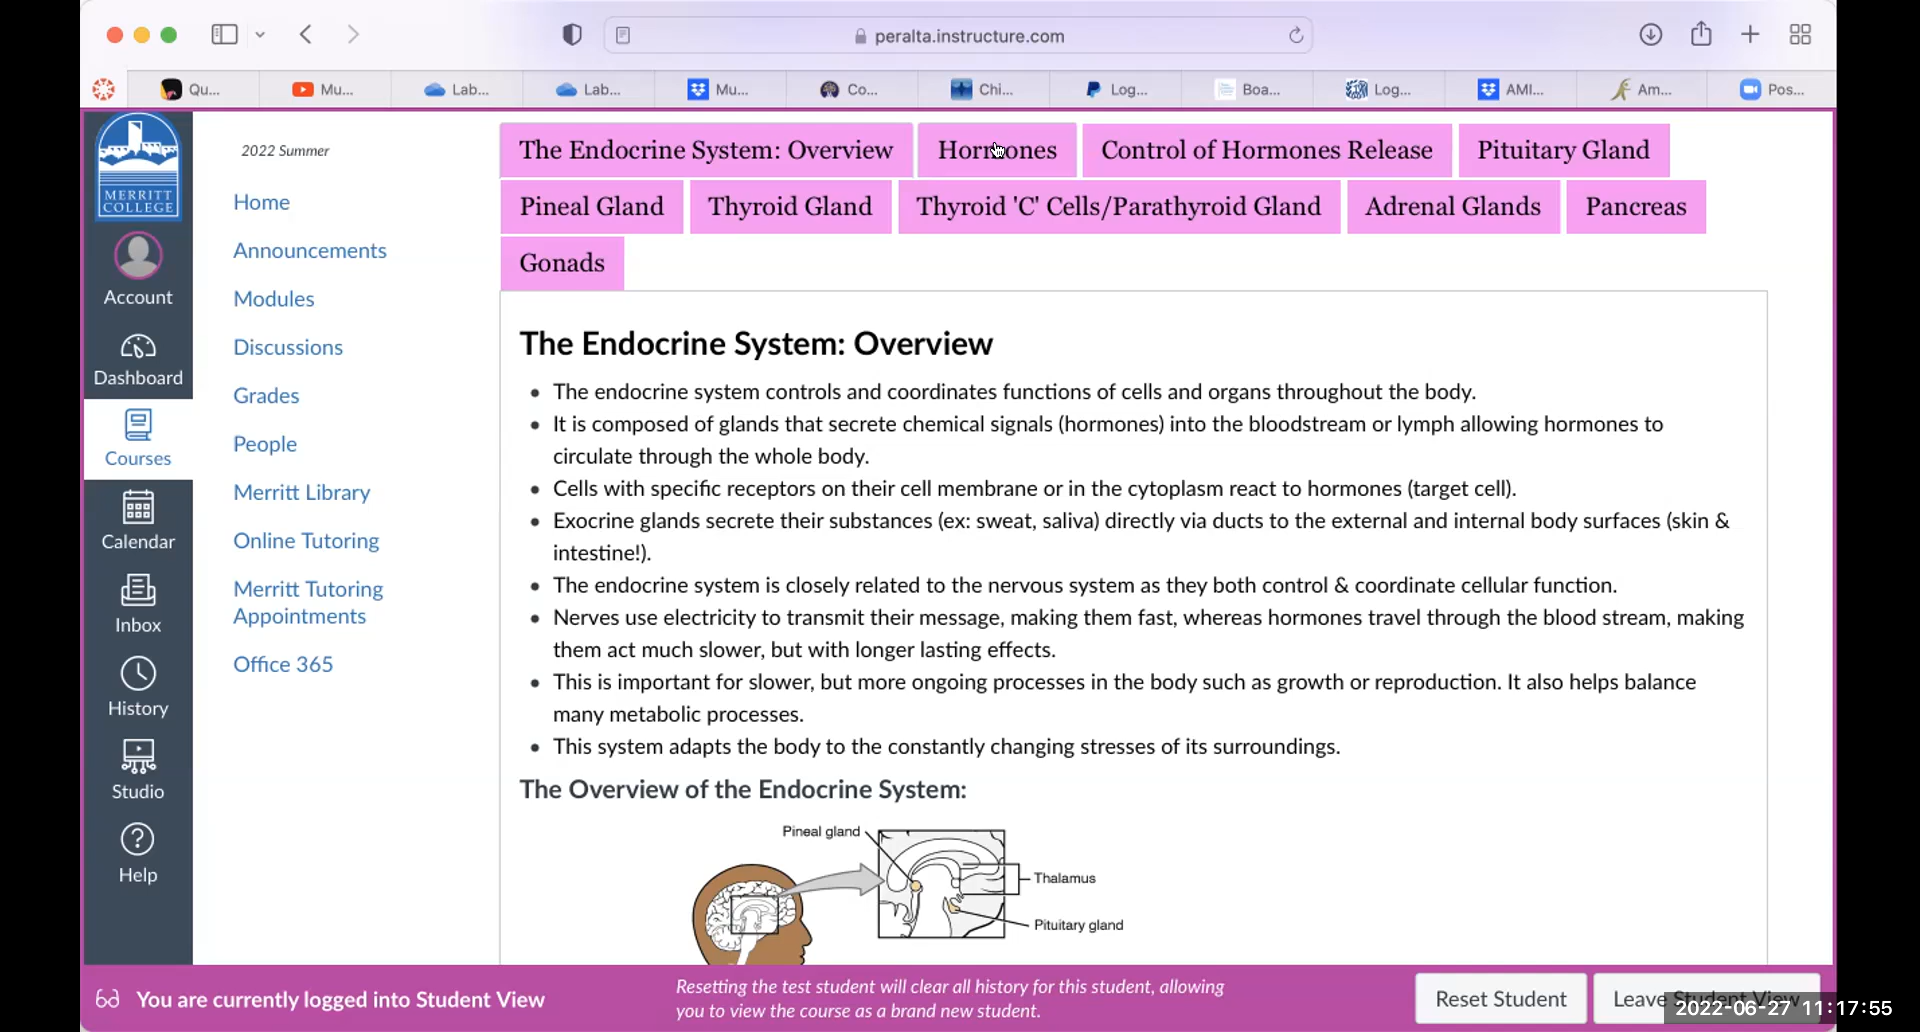 peralta.instructure.com
Qu...
Mu...
Lab...
Lab...
Mu...
Co...
Chi...
Log...
Boa...
Log...
AMI...
Am...
Pos...
MERRITT
COLLEGE
Account
Dashboard
Courses
Calendar
Inbox
History
Studio
Help
2022 Summer
Home
Announcements
Modules
Discussions
Grades
People
Merritt Library
Online Tutoring
Merritt Tutoring
Appointments
Office 365
The Endocrine System: Overview
Hormones
Control of Hormones Release
Pituitary Gland
Pineal Gland
Thyroid Gland
Thyroid 'C' Cells/Parathyroid Gland
Adrenal Glands
Pancreas
Gonads
The Endocrine System: Overview
• The endocrine system controls and coordinates functions of cells and organs throughout the body.
• It is composed of glands that secrete chemical signals (hormones) into the bloodstream or lymph allowing hormones to
circulate through the whole body.
• Cells with specific receptors on their cell membrane or in the cytoplasm react to hormones (target cell).
• Exocrine glands secrete their substances (ex: sweat, saliva) directly via ducts to the external and internal body surfaces (skin &
intestine!).
• The endocrine system is closely related to the nervous system as they both control & coordinate cellular function.
• Nerves use electricity to transmit their message, making them fast, whereas hormones travel through the blood stream, making
them act much slower, but with longer lasting effects.
• This is important for slower, but more ongoing processes in the body such as growth or reproduction. It also helps balance
many metabolic processes.
• This system adapts the body to the constantly changing stresses of its surroundings.
The Overview of the Endocrine System:
Pineal gland
Thalamus
Pituitary gland
You are currently logged into Student View
Resetting the test student will clear all history for this student, allowing
you to view the course as a brand new student.
Reset Student
Leave Student View
2022-06-27 11:17:55